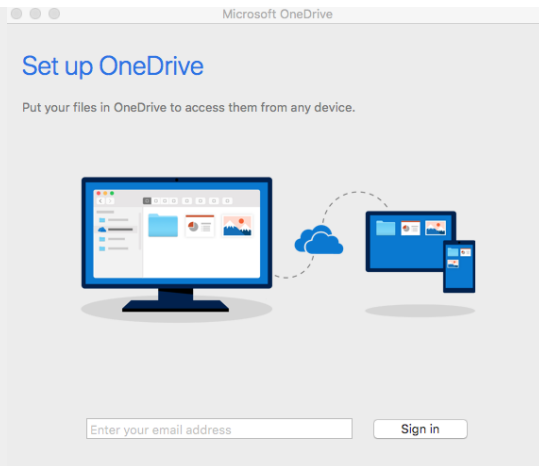 Microsoft OneDrive
Set up OneDrive
Put your files in OneDrive to access them from any device.
Enter your email address
Sign in